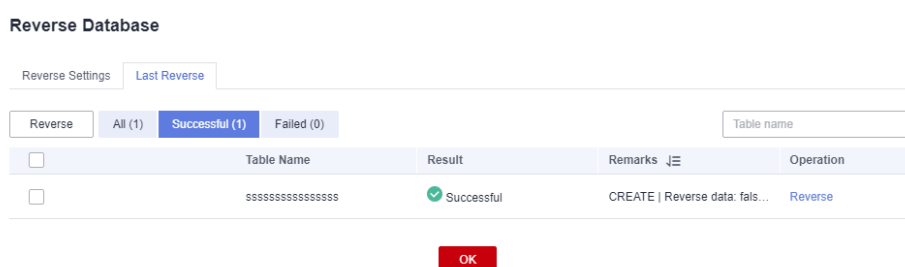 Reverse Database
Reverse Settings Last Reverse
Reverse All (1) Successful (1) Failed (0) Table name
Table Name Result Remarks Operation
ssssssssssssssss Successful CREATE | Reverse data: fals... Reverse
OK